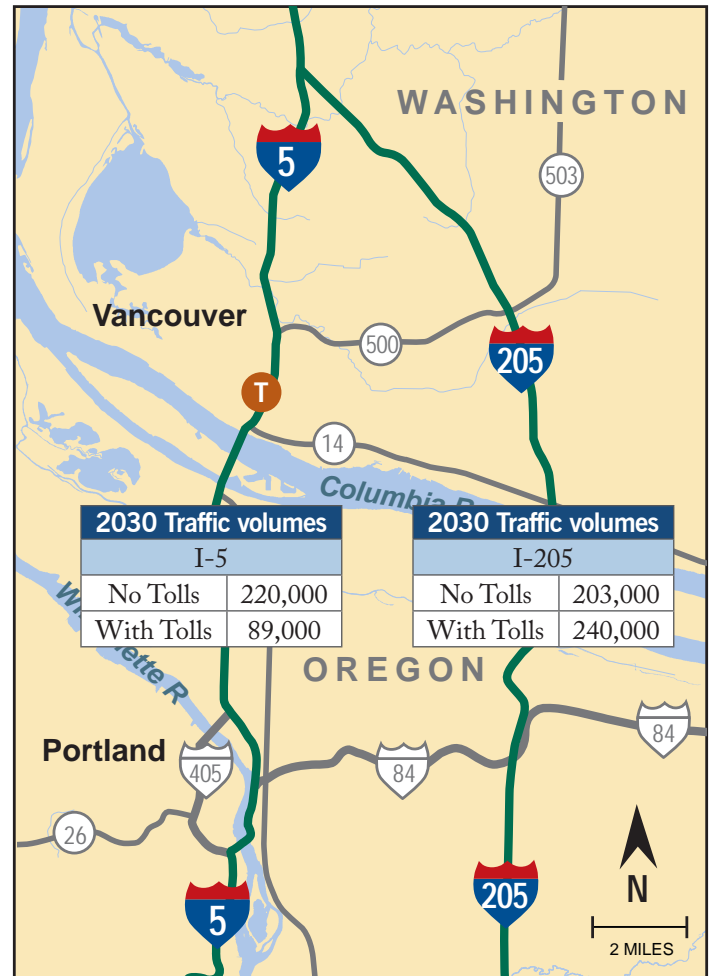 WASHINGTON
5
503
Vancouver
500
205
T
14
Columbia R
2030 Traffic volumes
I-5
No Tolls 220,000
With Tolls 89,000
2030 Traffic volumes
I-205
No Tolls 203,000
With Tolls 240,000
OREGON
ette R
Portland
405
84
84
26
5
205
N
2 MILES